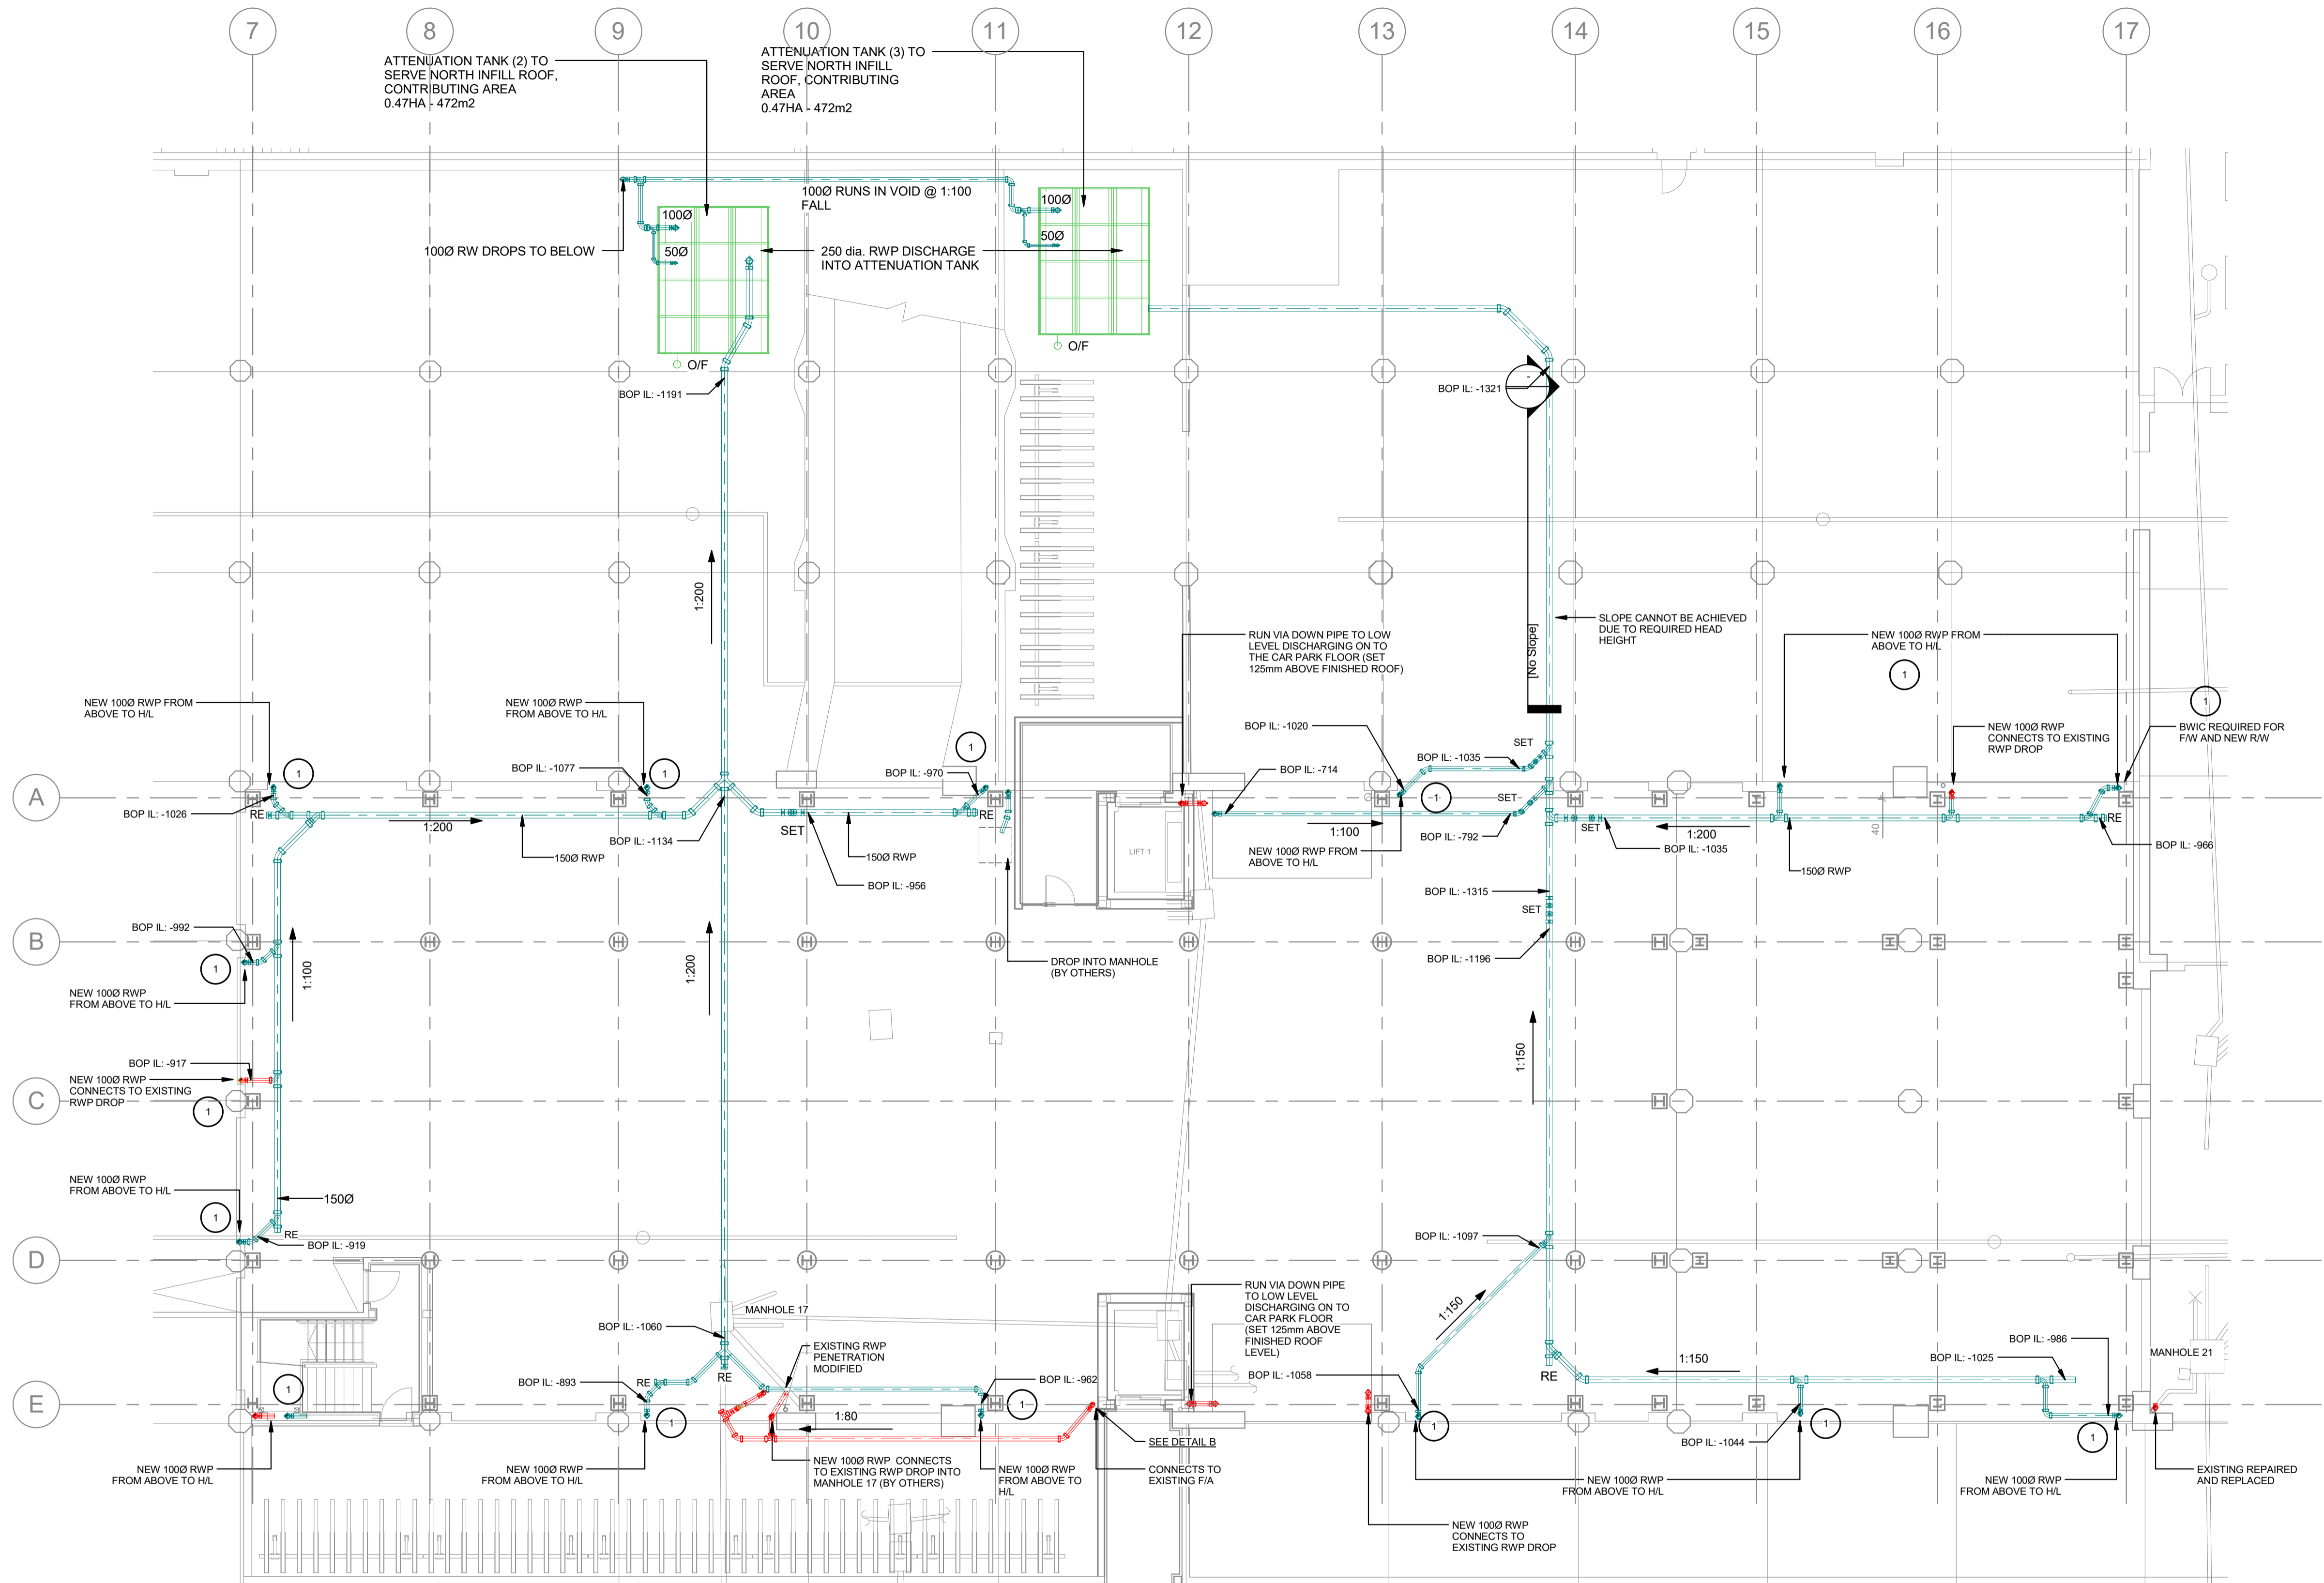 7
8
9
10
11
12
13
14
15
16
17
ATTENUATION TANK (2) TO
SERVE NORTH INFILL ROOF,
CONTRIBUTING AREA
0.47HA - 472m2
ATTENUATION TANK (3) TO
SERVE NORTH INFILL
ROOF, CONTRIBUTING
AREA
0.47HA - 472m2
100Ø RUNS IN VOID @ 1:100
FALL
100Ø
50Ø
100Ø
50Ø
100Ø RW DROPS TO BELOW
250 dia. RWP DISCHARGE
INTO ATTENUATION TANK
O/F
O/F
BOP IL: -1191
BOP IL: -1321
-
1:200
[No Slope]
SLOPE CANNOT BE ACHIEVED
DUE TO REQUIRED HEAD
HEIGHT
RUN VIA DOWN PIPE TO LOW
LEVEL DISCHARGING ON TO
THE CAR PARK FLOOR (SET
125mm ABOVE FINISHED ROOF)
NEW 100Ø RWP FROM
ABOVE TO H/L
1
1
NEW 100Ø RWP FROM
ABOVE TO H/L
NEW 100Ø RWP
FROM ABOVE TO H/L
BOP IL: -1020
NEW 100Ø RWP
CONNECTS TO EXISTING
RWP DROP
BWIC REQUIRED FOR
F/W AND NEW R/W
1
BOP IL: -1077
1
1
BOP IL: -970
BOP IL: -714
SET
BOP IL: -1035
A
BOP IL: -1026
RE
1:200
BOP IL: -1134
SET
RE
1
SET
1:100
BOP IL: -792
SET
1:200
40
RE
150Ø RWP
150Ø RWP
BOP IL: -956
LIFT 1
NEW 100Ø RWP FROM
ABOVE TO H/L
BOP IL: -1035
150Ø RWP
BOP IL: -966
BOP IL: -1315
SET
B
BOP IL: -992
1
1:100
1:200
BOP IL: -1196
DROP INTO MANHOLE
(BY OTHERS)
NEW 100Ø RWP
FROM ABOVE TO H/L
1:150
BOP IL: -917
NEW 100Ø RWP
CONNECTS TO EXISTING
RWP DROP
C
1
NEW 100Ø RWP
FROM ABOVE TO H/L
150Ø
1
RE
BOP IL: -919
BOP IL: -1097
D
MANHOLE 17
BOP IL: -1060
EXISTING RWP
PENETRATION
MODIFIED
RUN VIA DOWN PIPE
TO LOW LEVEL
DISCHARGING ON TO
CAR PARK FLOOR
(SET 125mm ABOVE
FINISHED ROOF
LEVEL)
1:150
1:150
BOP IL: -986
BOP IL: -1025
MANHOLE 21
BOP IL: -1058
RE
E
1
BOP IL: -893
RE
RE
BOP IL: -962
1
1
1:80
1
1
1
BOP IL: -1044
SEE DETAIL B
NEW 100Ø RWP
FROM ABOVE TO H/L
NEW 100Ø RWP
FROM ABOVE TO H/L
NEW 100Ø RWP CONNECTS
TO EXISTING RWP DROP INTO
MANHOLE 17 (BY OTHERS)
NEW 100Ø RWP
FROM ABOVE TO
H/L
CONNECTS TO
EXISTING F/A
NEW 100Ø RWP
FROM ABOVE TO H/L
NEW 100Ø RWP
FROM ABOVE TO H/L
EXISTING REPAIRED
AND REPLACED
NEW 100Ø RWP
CONNECTS TO
EXISTING RWP DROP